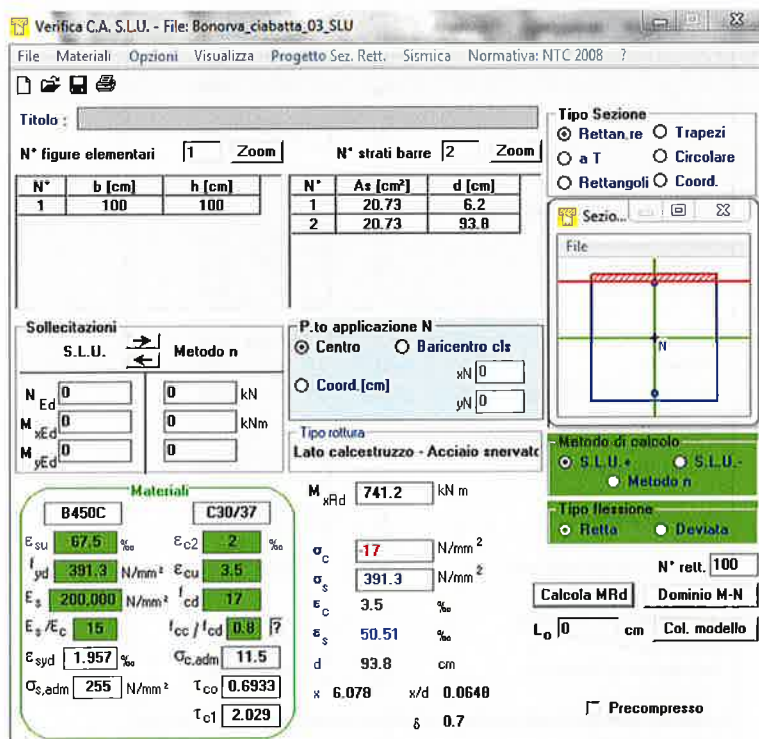 Verifica C.A. S.L.U. - File: Bonorva_ciabatta_03_SLU
File Materiali Opzioni Visualizza Progetto Sez. Rett. Sismica Normativa: NTC 2008 ?
Titolo :
N° figure elementari 1 Zoom
N° strati barre 2 Zoom
N° b [cm] h [cm]
1 100 100
N° As [cm²] d [cm]
1 20.73 6.2
2 20.73 93.8
Tipo Sezione
Rettan.re Trapezi
a T Circolare
Rettangoli Coord.
Sezio...
File
N
Sollecitazioni
S.L.U. Metodo n
N Ed 0 0 kN
M xEd 0 0 kNm
M yEd 0 0
P.to applicazione N
Centro Baricentro cls
Coord.[cm] xN 0
yN 0
Tipo rottura
Lato calcestruzzo - Acciaio snervato
Metodo di calcolo
S.L.U.+ S.L.U.-
Metodo n
Tipo flessione
Retta Deviata
Materiali
B450C C30/37
εsu 67.5 ‰ εc2 2 ‰
fyd 391.3 N/mm² εcu 3.5
Es 200,000 N/mm² fcd 17
Es/Ec 15 fcc/fcd 0.8 ?
εsyd 1.957 ‰ σc,adm 11.5
σs,adm 255 N/mm² τco 0.6933
τc1 2.029
M xRd 741.2 kN m
σc -17 N/mm²
σs 391.3 N/mm²
εc 3.5 ‰
εs 50.51 ‰
d 93.8 cm
x 6.078 x/d 0.0648
δ 0.7
N° rett. 100
Calcola MRd Dominio M-N
Lo 0 cm Col. modello
Precompresso